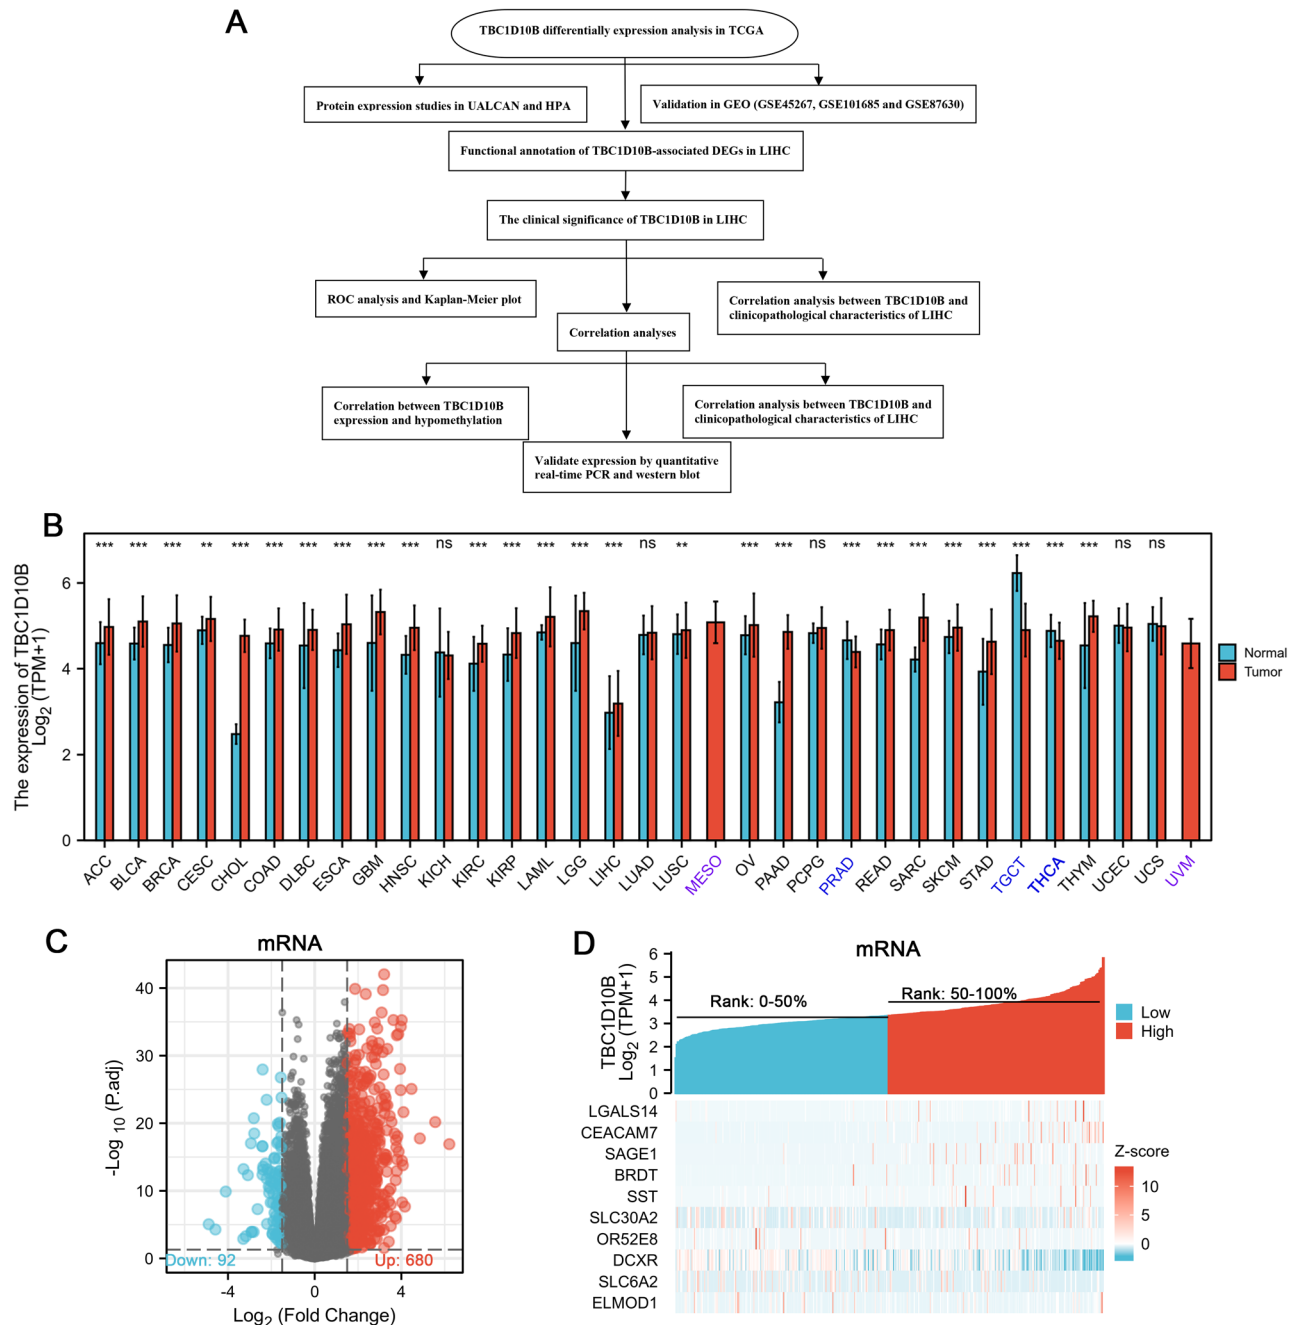 A
TBC1D10B differentially expression analysis in TCGA
Protein expression studies in UALCAN and HPA
Validation in GEO (GSE45267, GSE101685 and GSE87630)
Functional annotation of TBC1D10B-associated DEGs in LIHC
The clinical significance of TBC1D10B in LIHC
ROC analysis and Kaplan-Meier plot
Correlation analysis between TBC1D10B and
clinicopathological characteristics of LIHC
Correlation analyses
Correlation between TBC1D10B
expression and hypomethylation
Correlation analysis between TBC1D10B and
clinicopathological characteristics of LIHC
Validate expression by quantitative
real-time PCR and western blot
B
The expression of TBC1D10B
Log2 (TPM+1)
*** *** *** ** *** *** *** *** *** *** ns *** *** *** *** *** ns ** *** *** ns *** *** *** *** *** *** *** *** ns ns
6
4
2
0
Normal
Tumor
ACC BLCA BRCA CESC CHOL COAD DLBC ESCA GBM HNSC KICH KIRC KIRP LAML LGG LIHC LUAD LUSC MESO OV PAAD PCPG PRAD READ SARC SKCM STAD TGCT THCA THYM UCEC UCS UVM
C
mRNA
-Log10 (P.adj)
40
30
20
10
0
Down: 92
Up: 680
-4 0 4
Log2 (Fold Change)
D
mRNA
TBC1D10B
Log2 (TPM+1)
6
5
4
3
2
1
0
Rank: 0-50%
Rank: 50-100%
Low
High
LGALS14
CEACAM7
SAGE1
BRDT
SST
SLC30A2
OR52E8
DCXR
SLC6A2
ELMOD1
Z-score
10
5
0